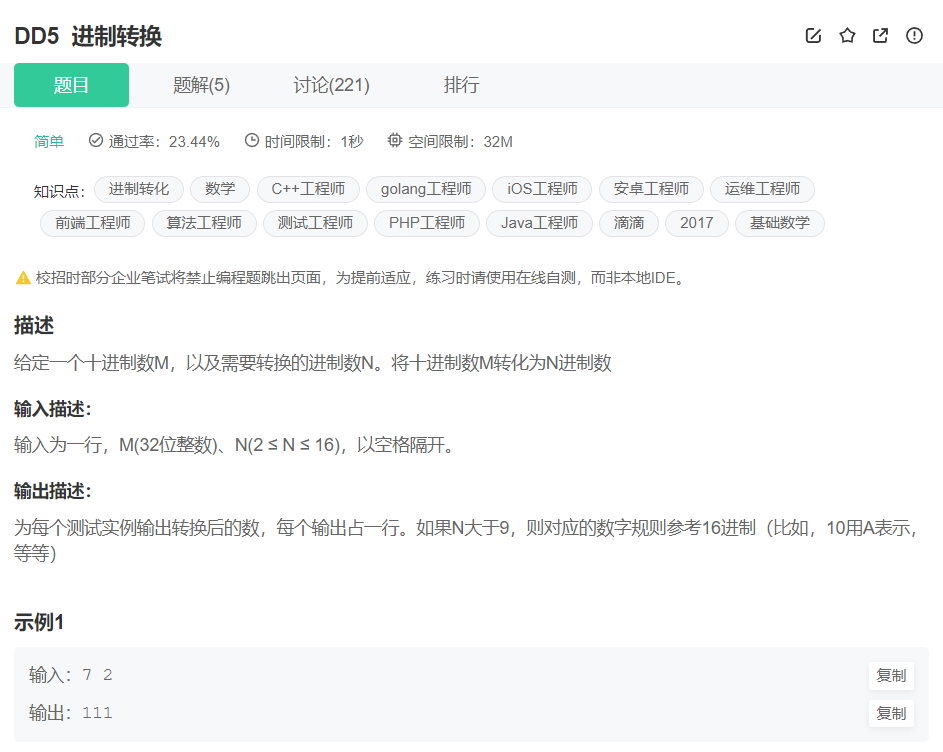 DD5 进制转换
题目 题解(5) 讨论(221) 排行
简单 通过率：23.44% 时间限制：1秒 空间限制：32M
知识点： 进制转化 数学 C++工程师 golang工程师 iOS工程师 安卓工程师 运维工程师
前端工程师 算法工程师 测试工程师 PHP工程师 Java工程师 滴滴 2017 基础数学
校招时部分企业笔试将禁止编程题跳出页面，为提前适应，练习时请使用在线自测，而非本地IDE。
描述
给定一个十进制数M，以及需要转换的进制数N。将十进制数M转化为N进制数
输入描述：
输入为一行，M(32位整数)、N(2 ≤ N ≤ 16)，以空格隔开。
输出描述：
为每个测试实例输出转换后的数，每个输出占一行。如果N大于9，则对应的数字规则参考16进制（比如，10用A表示，
等等）
示例1
输入：7 2 复制
输出：111 复制